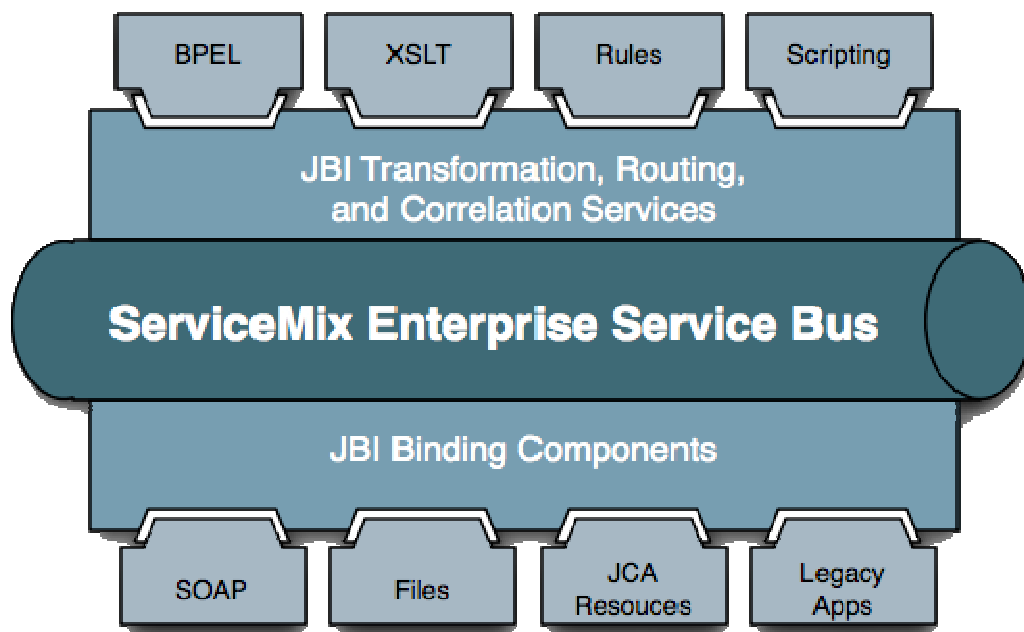 BPEL
XSLT
Rules
Scripting
JBI Transformation, Routing,
and Correlation Services
ServiceMix Enterprise Service Bus
JBI Binding Components
SOAP
Files
JCA
Resouces
Legacy
Apps